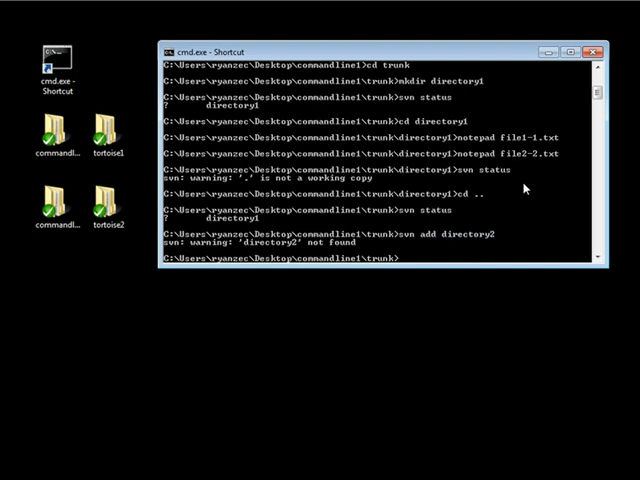 cmd.exe - Shortcut
C:\Users\ryanzec\Desktop\commandline1>cd trunk
C:\Users\ryanzec\Desktop\commandline1\trunk>mkdir directory1
C:\Users\ryanzec\Desktop\commandline1\trunk>svn status
?       directory1
C:\Users\ryanzec\Desktop\commandline1\trunk>cd directory1
C:\Users\ryanzec\Desktop\commandline1\trunk\directory1>notepad file1-1.txt
C:\Users\ryanzec\Desktop\commandline1\trunk\directory1>notepad file2-2.txt
C:\Users\ryanzec\Desktop\commandline1\trunk\directory1>svn status
svn: warning: '.' is not a working copy
C:\Users\ryanzec\Desktop\commandline1\trunk\directory1>cd ..
C:\Users\ryanzec\Desktop\commandline1\trunk>svn status
?       directory1
C:\Users\ryanzec\Desktop\commandline1\trunk>svn add directory2
svn: warning: 'directory2' not found
C:\Users\ryanzec\Desktop\commandline1\trunk>
cmd.exe -
Shortcut
commandl... tortoise1
commandl... tortoise2